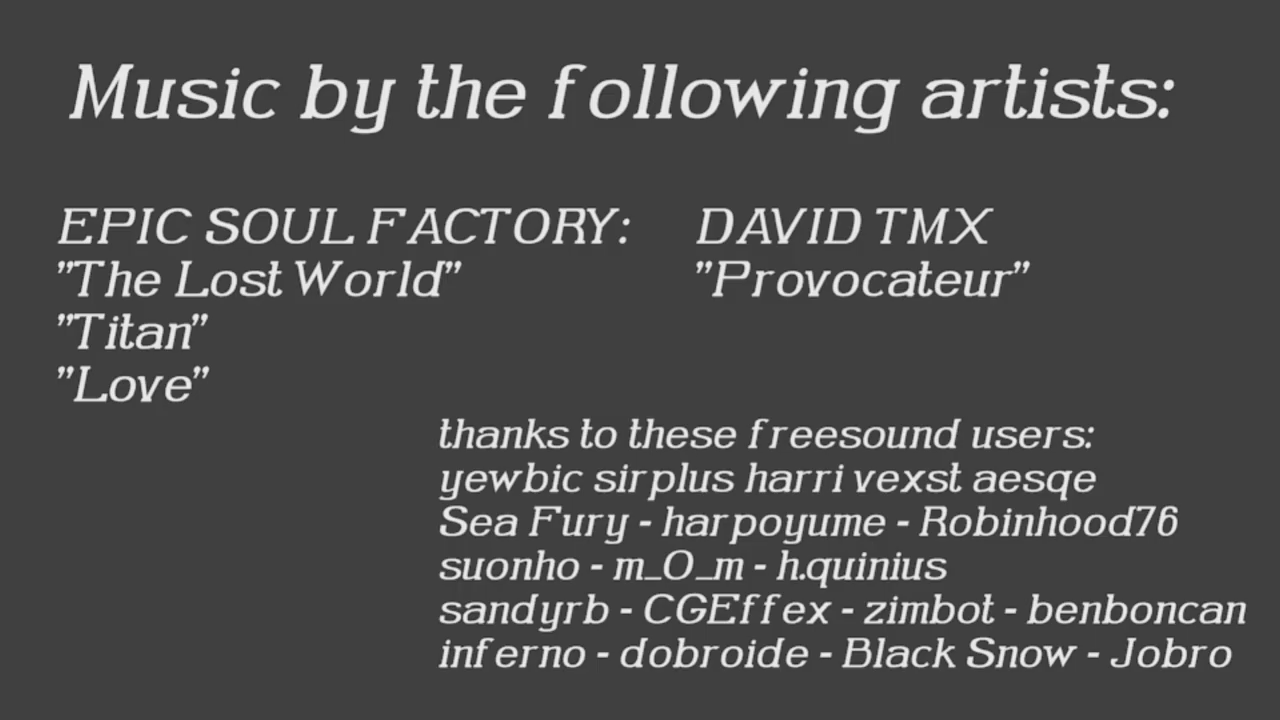 Music by the following artists:
EPIC SOUL FACTORY:
"The Lost World"
"Titan"
"Love"
DAVID TMX
"Provocateur"
thanks to these freesound users:
yewbic sirplus harri vexst aesqe
Sea Fury - harpoyume - Robinhood76
suonho - m_O_m - h.quinius
sandyrb - CGEffex - zimbot - benboncan
inferno - dobroide - Black Snow - Jobro